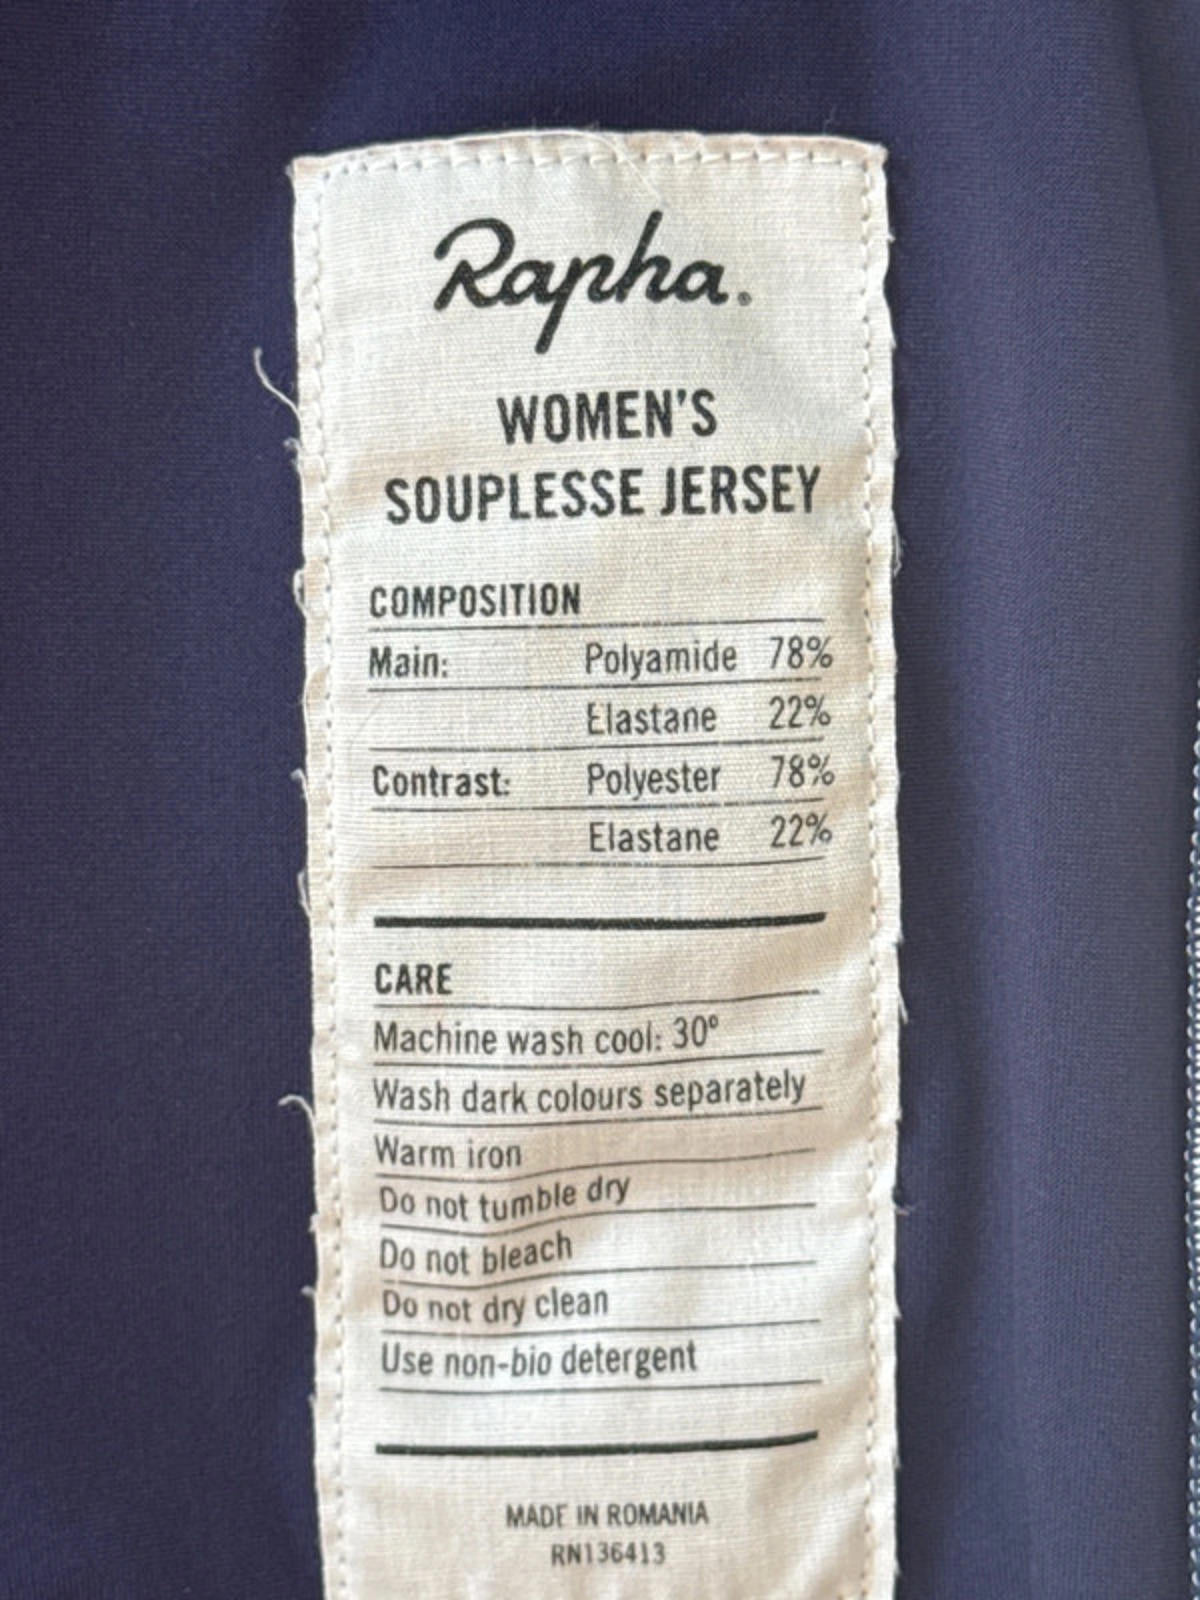 Rapha.®
WOMEN'S
SOUPLESSE JERSEY
COMPOSITION
Main: Polyamide 78%
Elastane 22%
Contrast: Polyester 78%
Elastane 22%
CARE
Machine wash cool: 30°
Wash dark colours separately
Warm iron
Do not tumble dry
Do not bleach
Do not dry clean
Use non-bio detergent
MADE IN ROMANIA
RN136413